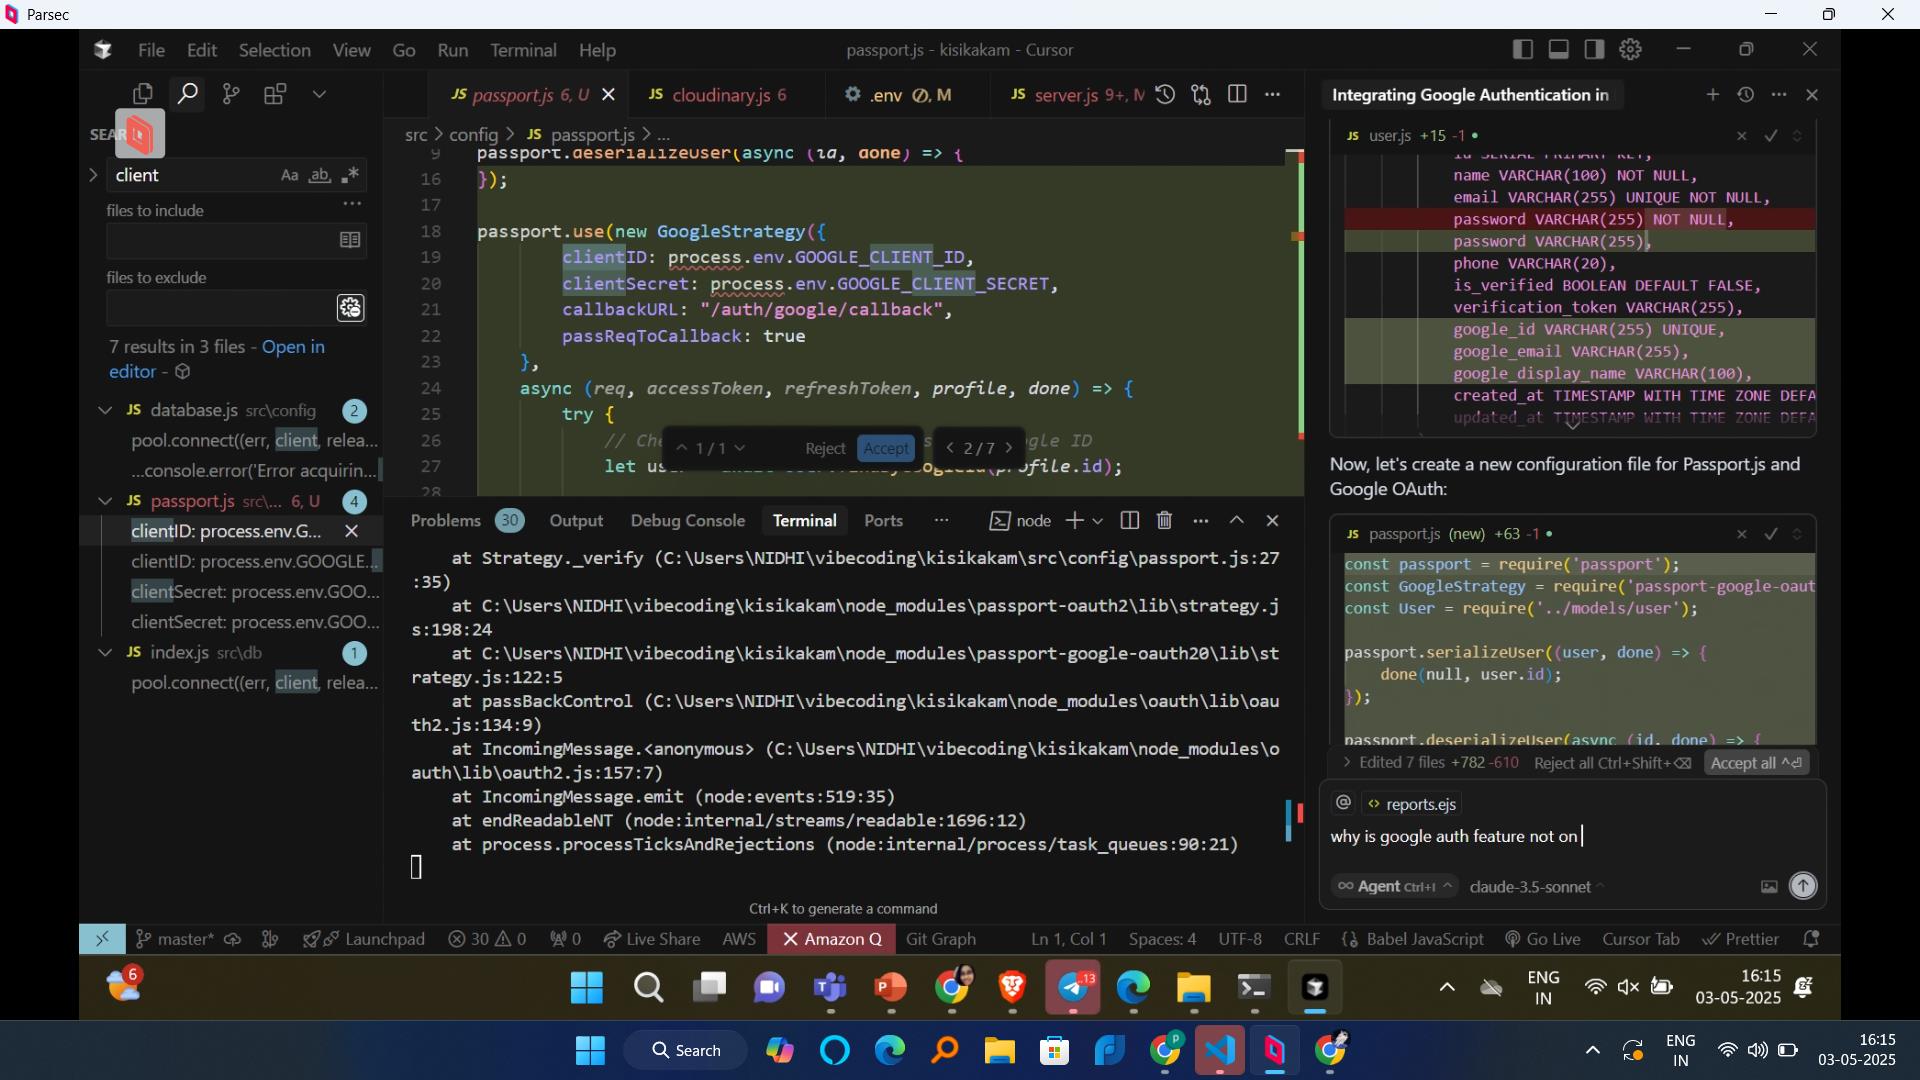 Parsec
File Edit Selection View Go Run Terminal Help
passport.js - kisikakam - Cursor
JS passport.js 6, U
JS cloudinary.js 6
.env M
JS server.js 9+, M
Integrating Google Authentication in
src > config > JS passport.js > ...
SEAR
client
Aa ab
files to include
files to exclude
7 results in 3 files - Open in
editor -
JS database.js src\config 2
pool.connect((err, client, relea...
...console.error('Error acquirin...
JS passport.js src\... 6, U 4
clientID: process.env.G...
clientID: process.env.GOOGLE...
clientSecret: process.env.GOO...
clientSecret: process.env.GOO...
JS index.js src\db 1
pool.connect((err, client, relea...
9 passport.deserializeUser(async (id, done) => {
16 });
17
18 passport.use(new GoogleStrategy({
19 clientID: process.env.GOOGLE_CLIENT_ID,
20 clientSecret: process.env.GOOGLE_CLIENT_SECRET,
21 callbackURL: "/auth/google/callback",
22 passReqToCallback: true
23 },
24 async (req, accessToken, refreshToken, profile, done) => {
25 try {
26 // Che
27 let us
28
gle ID
ofile.id);
1 / 1 Reject Accept
2 / 7
Problems 30 Output Debug Console Terminal Ports
node
at Strategy._verify (C:\Users\NIDHI\vibecoding\kisikakam\src\config\passport.js:27
:35)
at C:\Users\NIDHI\vibecoding\kisikakam\node_modules\passport-oauth2\lib\strategy.j
s:198:24
at C:\Users\NIDHI\vibecoding\kisikakam\node_modules\passport-google-oauth20\lib\st
rategy.js:122:5
at passBackControl (C:\Users\NIDHI\vibecoding\kisikakam\node_modules\oauth\lib\oau
th2.js:134:9)
at IncomingMessage.<anonymous> (C:\Users\NIDHI\vibecoding\kisikakam\node_modules\o
auth\lib\oauth2.js:157:7)
at IncomingMessage.emit (node:events:519:35)
at endReadableNT (node:internal/streams/readable:1696:12)
at process.processTicksAndRejections (node:internal/process/task_queues:90:21)
Ctrl+K to generate a command
JS user.js +15 -1
id SERIAL PRIMARY KEY,
name VARCHAR(100) NOT NULL,
email VARCHAR(255) UNIQUE NOT NULL,
password VARCHAR(255) NOT NULL,
password VARCHAR(255),
phone VARCHAR(20),
is_verified BOOLEAN DEFAULT FALSE,
verification_token VARCHAR(255),
google_id VARCHAR(255) UNIQUE,
google_email VARCHAR(255),
google_display_name VARCHAR(100),
created_at TIMESTAMP WITH TIME ZONE DEFA
updated_at TIMESTAMP WITH TIME ZONE DEFA
Now, let's create a new configuration file for Passport.js and
Google OAuth:
JS passport.js (new) +63 -1
const passport = require('passport');
const GoogleStrategy = require('passport-google-oaut
const User = require('../models/user');
passport.serializeUser((user, done) => {
done(null, user.id);
});
passport.deserializeUser(async (id, done) => {
Edited 7 files +782 -610 Reject all Ctrl+Shift+ Accept all
@ reports.ejs
why is google auth feature not on
Agent Ctrl+I claude-3.5-sonnet
master* Launchpad 30 0 0 Live Share AWS Amazon Q Git Graph Ln 1, Col 1 Spaces: 4 UTF-8 CRLF Babel JavaScript Go Live Cursor Tab Prettier
6
13
ENG
IN
16:15
03-05-2025
Search
ENG
IN
16:15
03-05-2025